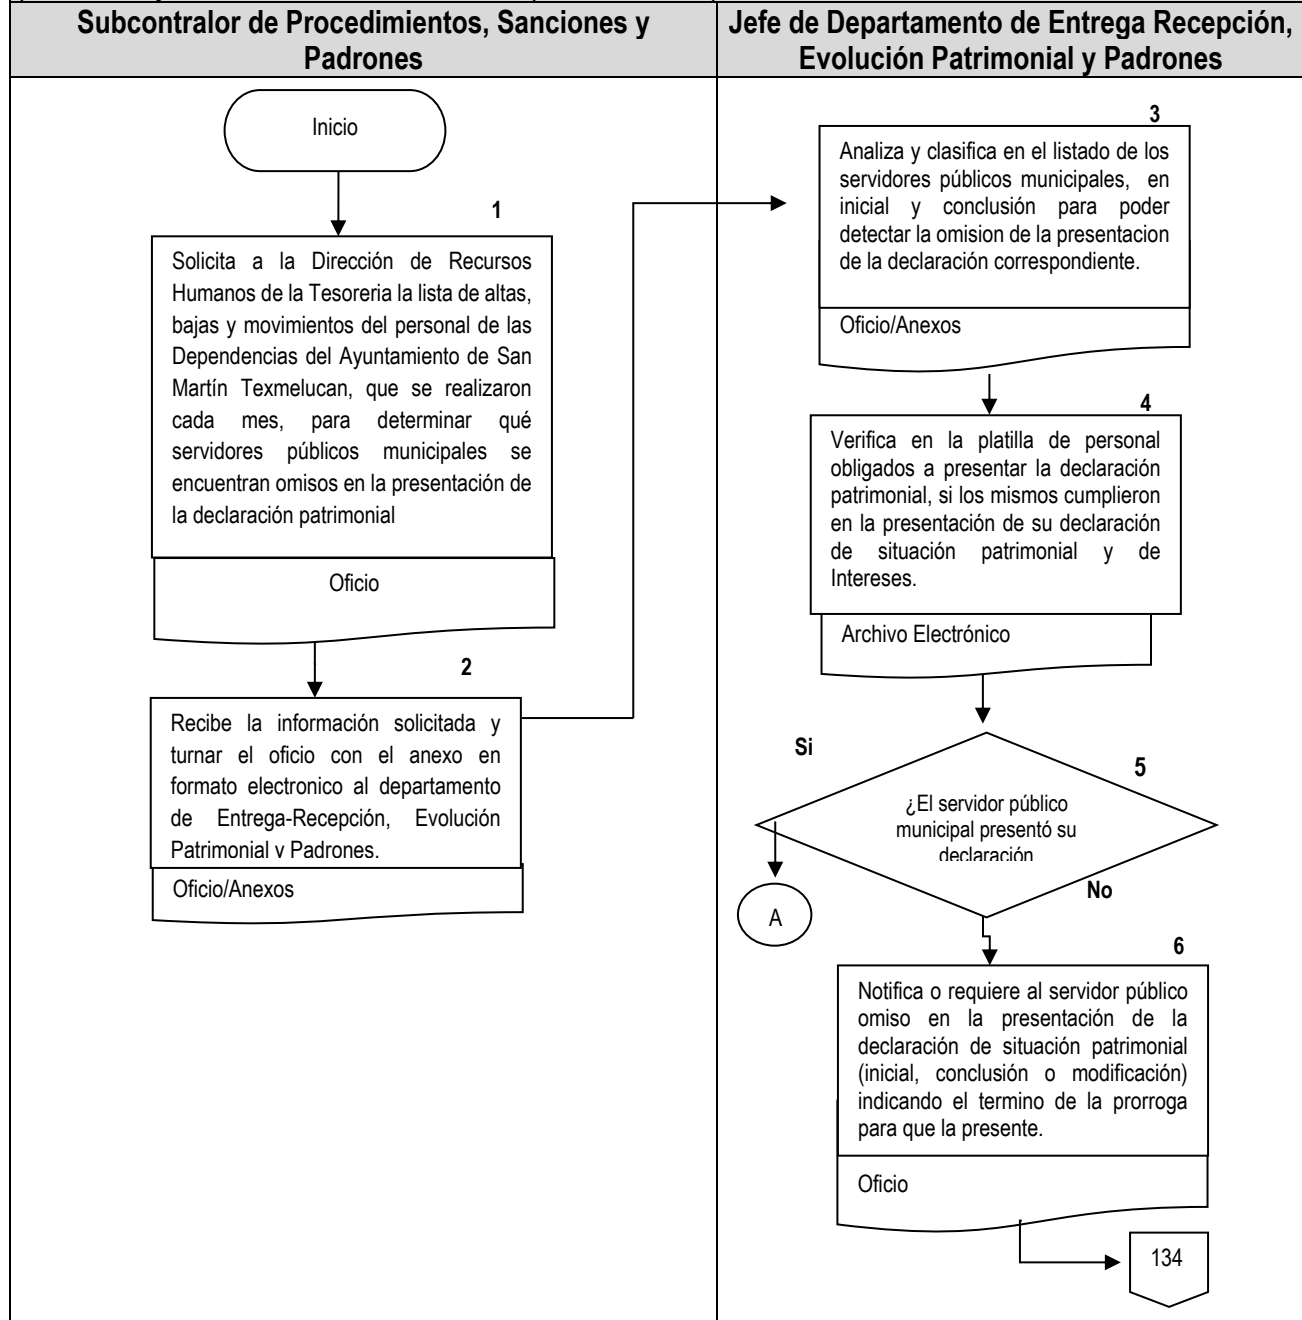 Subcontralor de Procedimientos, Sanciones y
Padrones
Jefe de Departamento de Entrega Recepción,
Evolución Patrimonial y Padrones
Inicio
1
Solicita a la Dirección de Recursos
Humanos de la Tesoreria la lista de altas,
bajas y movimientos del personal de las
Dependencias del Ayuntamiento de San
Martín Texmelucan, que se realizaron
cada mes, para determinar qué
servidores públicos municipales se
encuentran omisos en la presentación de
la declaración patrimonial
Oficio
2
Recibe la información solicitada y
turnar el oficio con el anexo en
formato electronico al departamento
de Entrega-Recepción, Evolución
Patrimonial y Padrones.
Oficio/Anexos
3
Analiza y clasifica en el listado de los
servidores públicos municipales, en
inicial y conclusión para poder
detectar la omision de la presentacion
de la declaración correspondiente.
Oficio/Anexos
4
Verifica en la platilla de personal
obligados a presentar la declaración
patrimonial, si los mismos cumplieron
en la presentación de su declaración
de situación patrimonial y de
Intereses.
Archivo Electrónico
Si
5
¿El servidor público
municipal presentó su
declaración
No
A
6
Notifica o requiere al servidor público
omiso en la presentación de la
declaración de situación patrimonial
(inicial, conclusión o modificación)
indicando el termino de la prorroga
para que la presente.
Oficio
134